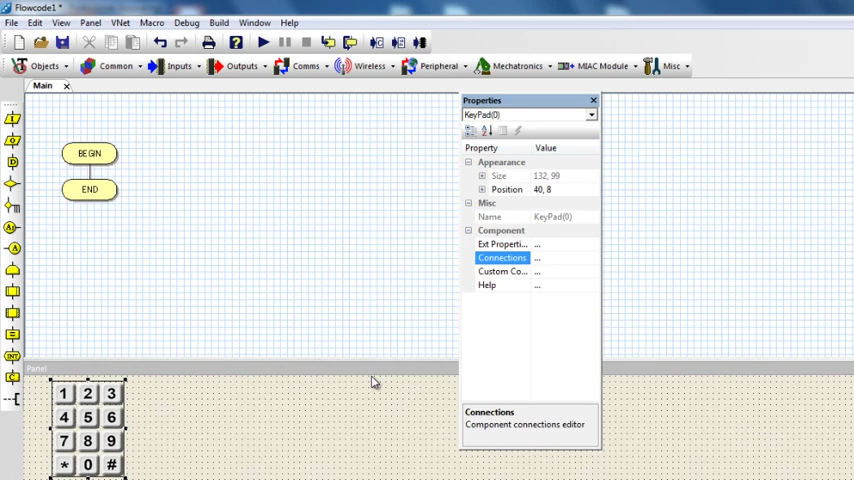 Flowcode1 *
File Edit View Panel VNet Macro Debug Build Window Help
Objects Common Inputs Outputs Comms Wireless Peripheral Mechatronics MIAC Module Misc
Main
BEGIN
END
Properties
KeyPad(0)
Property Value
Appearance
Size 132, 99
Position 40, 8
Misc
Name KeyPad(0)
Component
Ext Properti... ...
Connections ...
Custom Co... ...
Help ...
Connections
Component connections editor
Panel
1 2 3
4 5 6
7 8 9
* 0 #